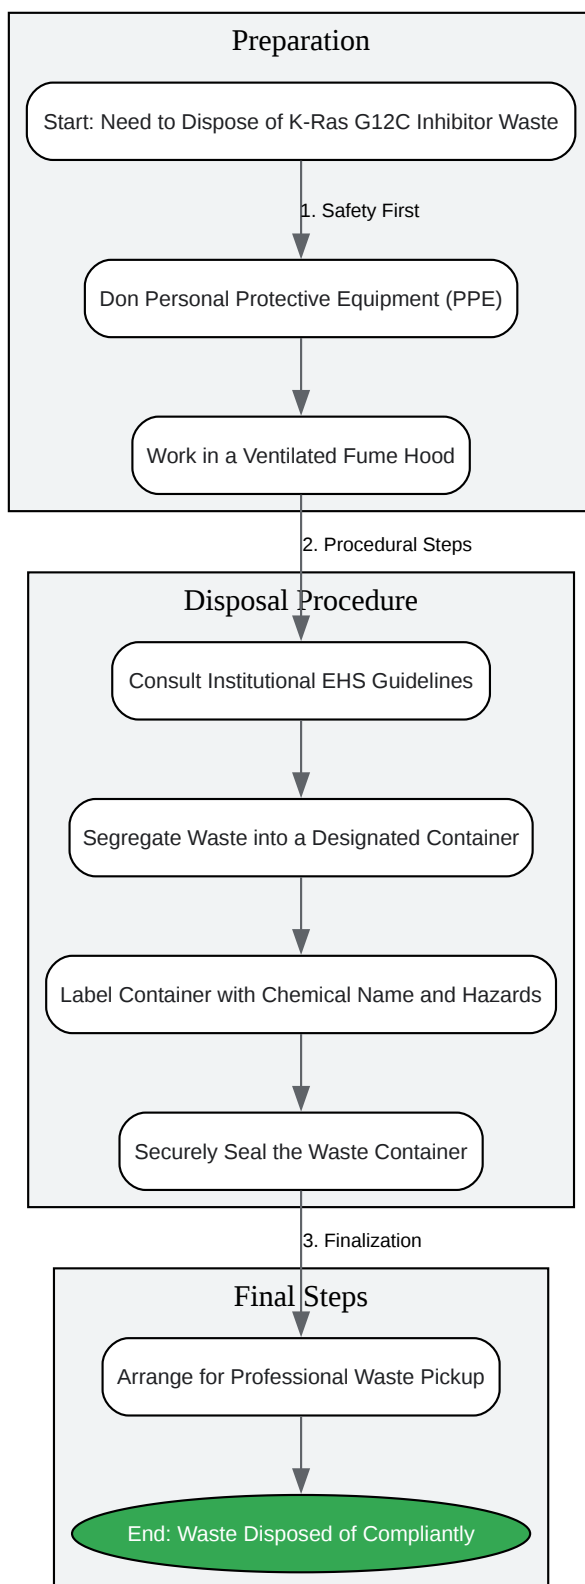 Preparation
Start: Need to Dispose of K-Ras G12C Inhibitor Waste
1. Safety First
Don Personal Protective Equipment (PPE)
Work in a Ventilated Fume Hood
2. Procedural Steps
Disposal Procedure
Consult Institutional EHS Guidelines
Segregate Waste into a Designated Container
Label Container with Chemical Name and Hazards
Securely Seal the Waste Container
3. Finalization
Final Steps
Arrange for Professional Waste Pickup
End: Waste Disposed of Compliantly